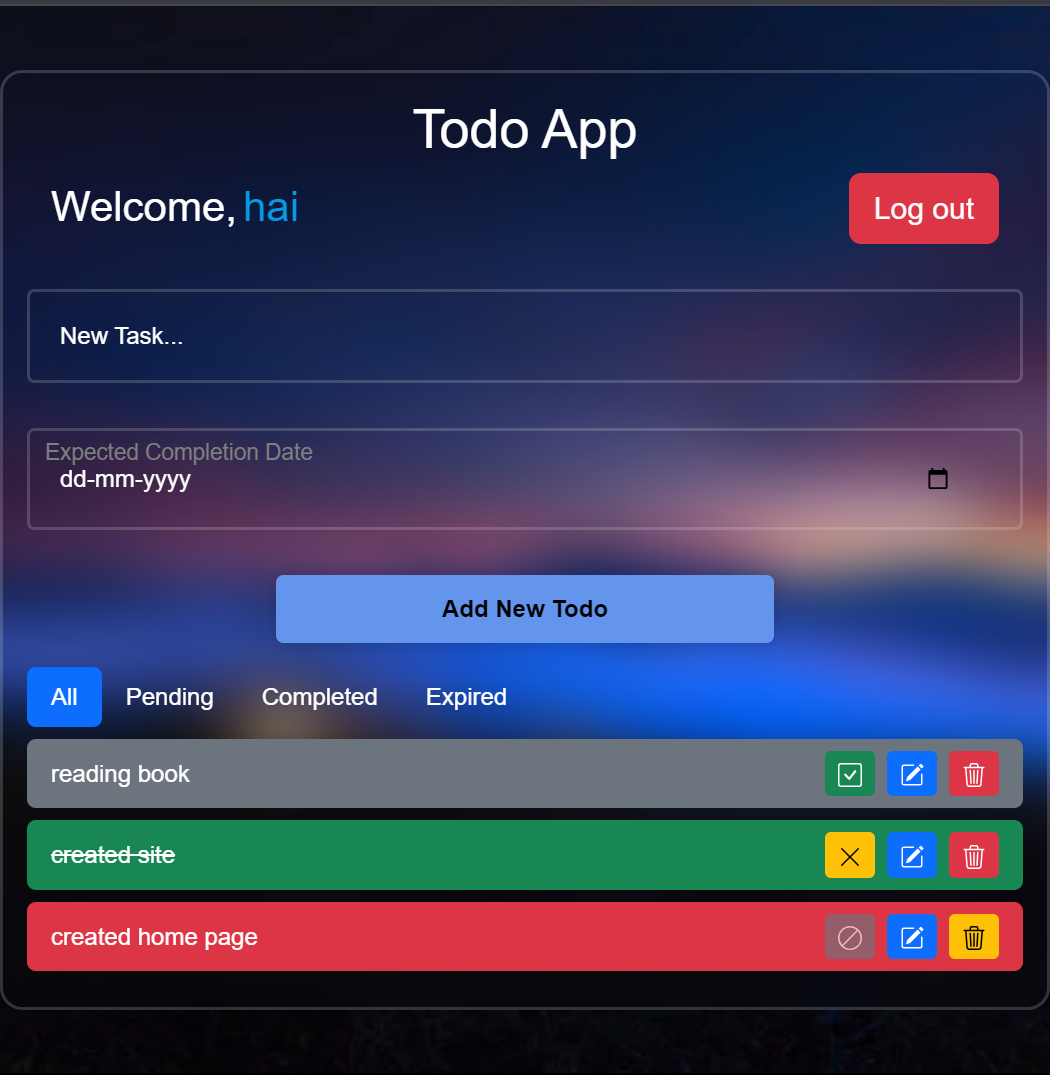 Todo App
Welcome, hai
Log out
New Task...
Expected Completion Date
dd-mm-yyyy
Add New Todo
All Pending Completed Expired
reading book
created site
created home page